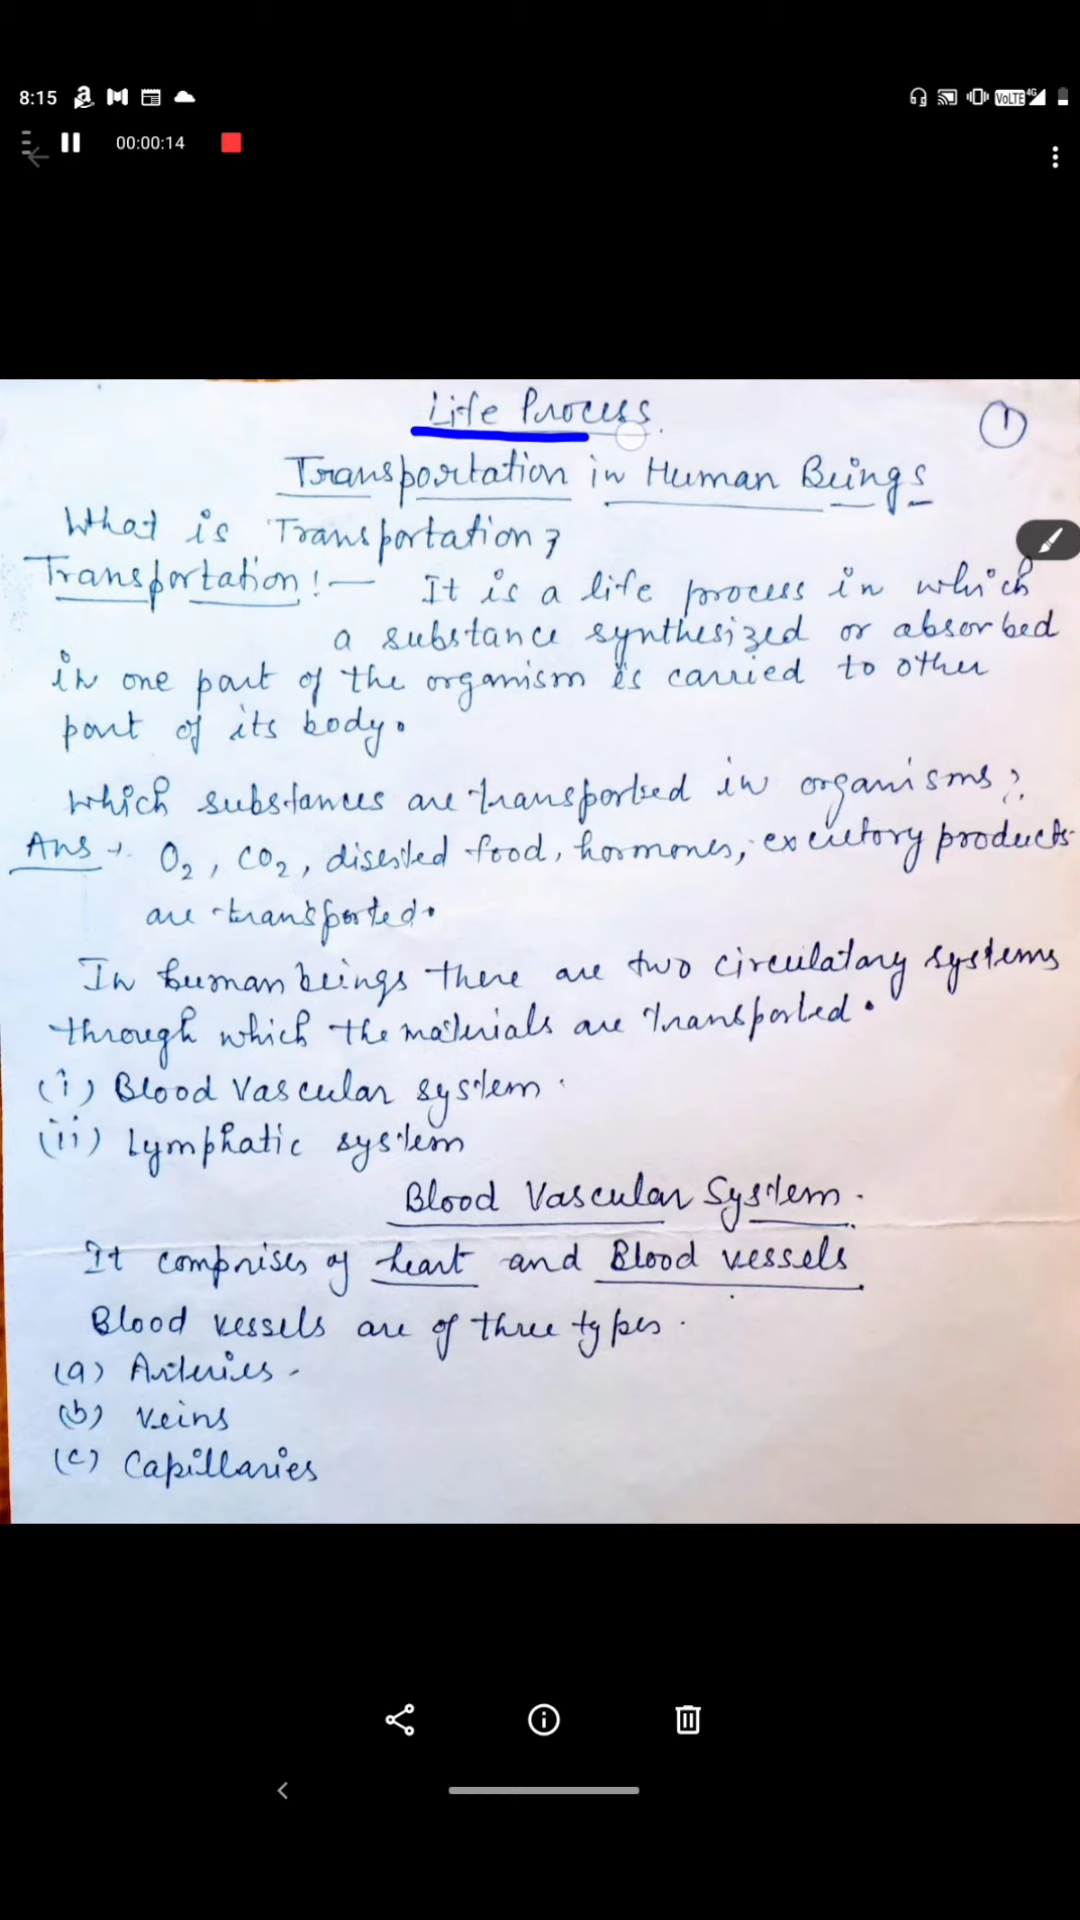 8:15
VoLTE 4G
00:00:14
Life Process.
1
Transportation in Human Beings
What is Transportation?
Transportation:— It is a life process in which
a substance synthesized or absorbed
in one part of the organism is carried to other
part of its body.
Which substances are transported in organisms?
Ans →. O₂, CO₂, disested food, hormones, excretory products
are transported.
In human beings there are two circulatory systems
through which the materials are transported.
(i) Blood Vascular system.
(ii) Lymphatic system
Blood Vascular System.
It comprises of heart and Blood vessels
Blood vessels are of three types.
(a) Arteries -
(b) Veins
(c) Capillaries